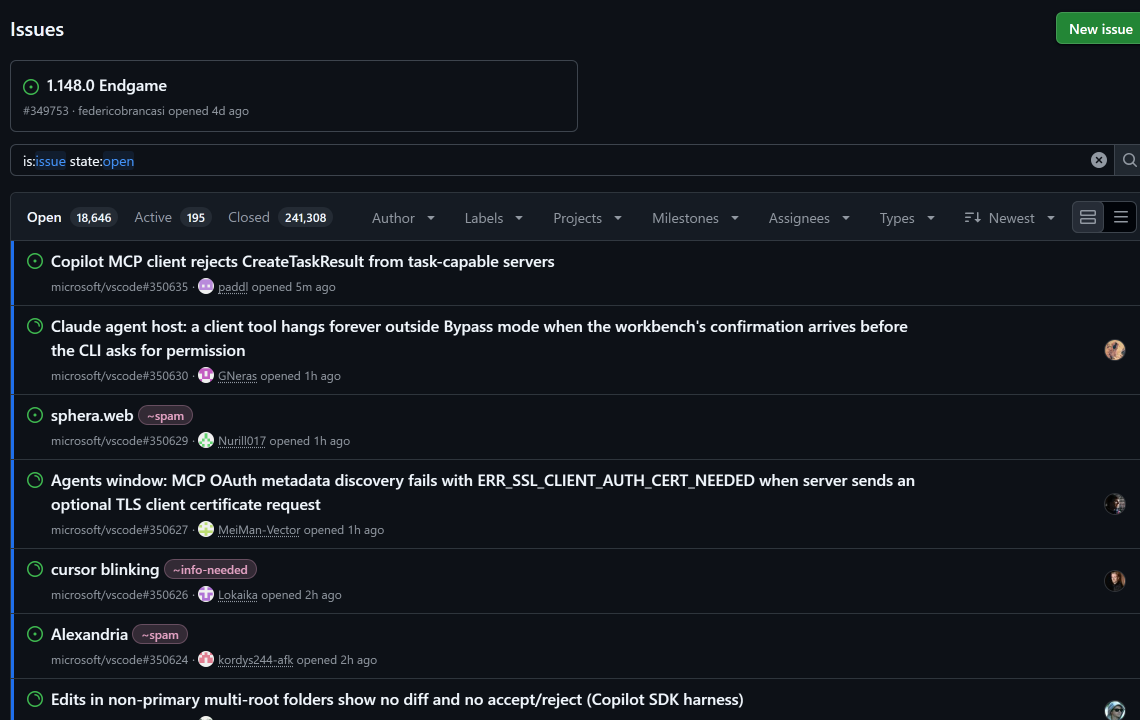 Issues
New issue
1.148.0 Endgame
#349753 · federicobrancasi opened 4d ago
is:issue state:open
Open 18,646 Active 195 Closed 241,308 Author Labels Projects Milestones Assignees Types Newest
Copilot MCP client rejects CreateTaskResult from task-capable servers
microsoft/vscode#350635 · paddl opened 5m ago
Claude agent host: a client tool hangs forever outside Bypass mode when the workbench's confirmation arrives before
the CLI asks for permission
microsoft/vscode#350630 · GNeras opened 1h ago
sphera.web ~spam
microsoft/vscode#350629 · Nurill017 opened 1h ago
Agents window: MCP OAuth metadata discovery fails with ERR_SSL_CLIENT_AUTH_CERT_NEEDED when server sends an
optional TLS client certificate request
microsoft/vscode#350627 · MeiMan-Vector opened 1h ago
cursor blinking ~info-needed
microsoft/vscode#350626 · Lokaika opened 2h ago
Alexandria ~spam
microsoft/vscode#350624 · kordys244-afk opened 2h ago
Edits in non-primary multi-root folders show no diff and no accept/reject (Copilot SDK harness)